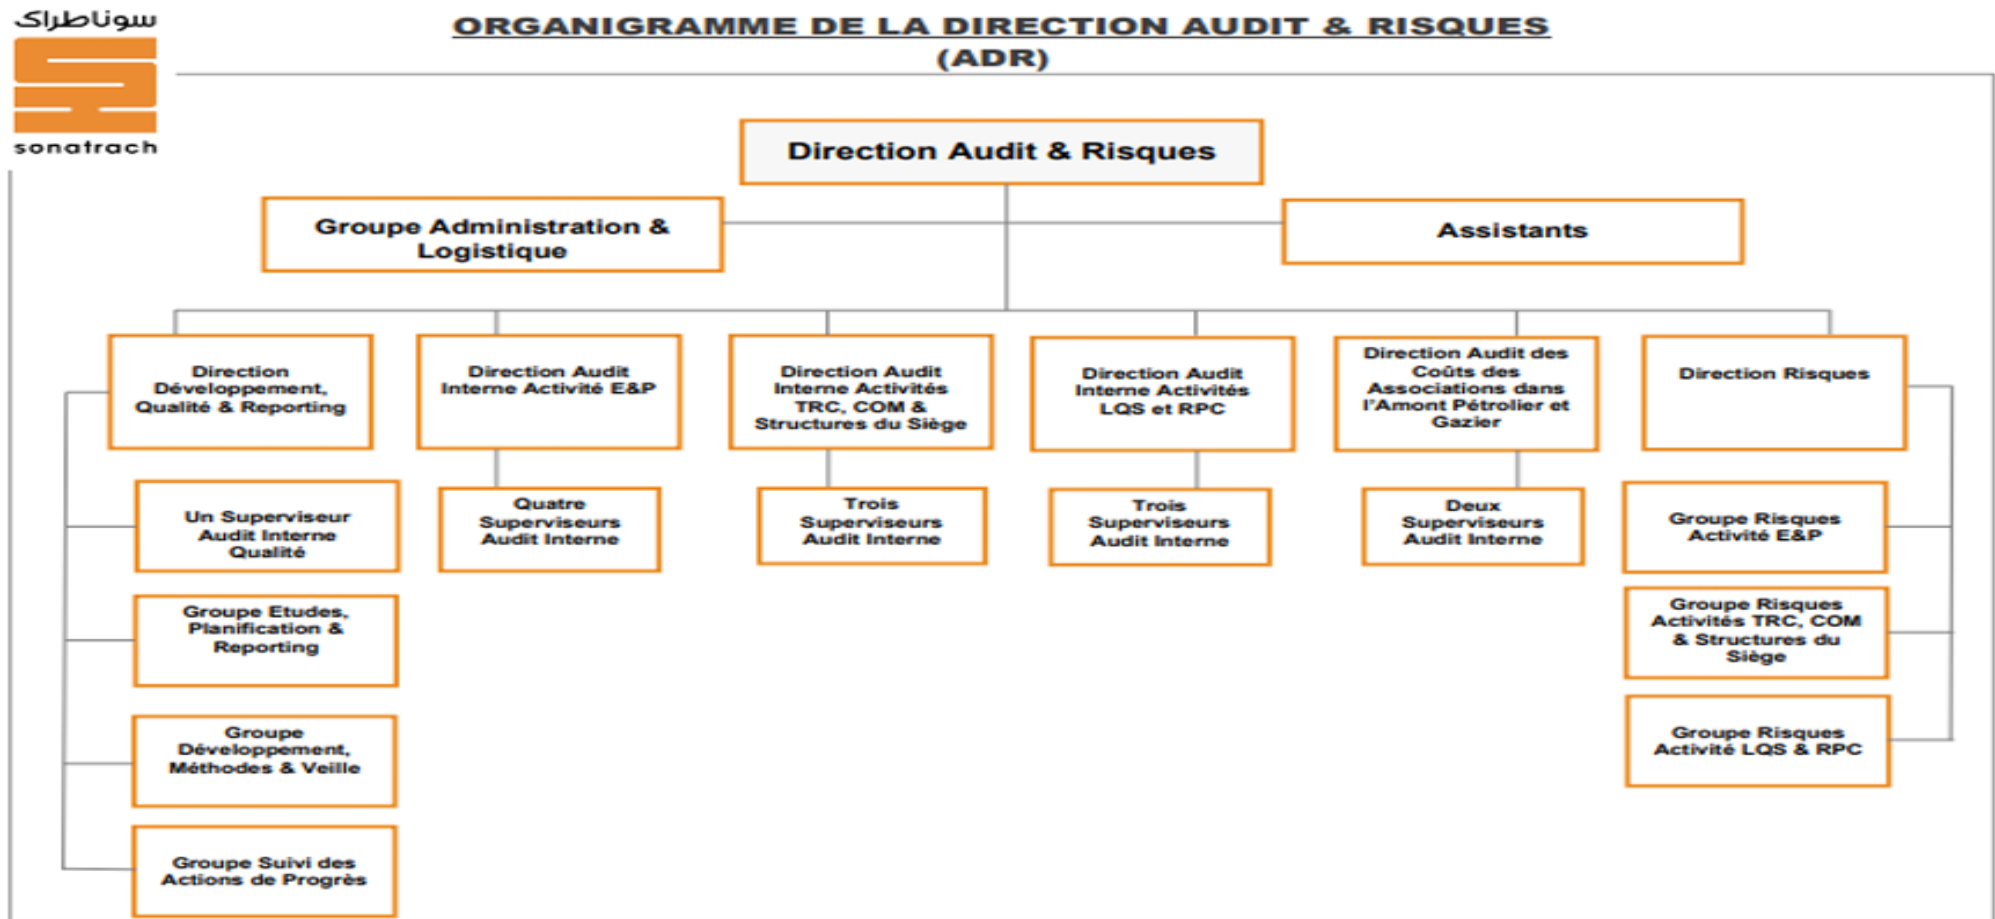 سوناطراك
sonatrach
ORGANIGRAMME DE LA DIRECTION AUDIT & RISQUES
(ADR)
Direction Audit & Risques
Groupe Administration &
Logistique
Assistants
Direction
Développement,
Qualité & Reporting
Direction Audit
Interne Activité E&P
Direction Audit
Interne Activités
TRC, COM &
Structures du Siège
Direction Audit
Interne Activités
LQS et RPC
Direction Audit des
Coûts des
Associations dans
l'Amont Pétrolier et
Gazier
Direction Risques
Un Superviseur
Audit Interne
Qualité
Quatre
Superviseurs
Audit Interne
Trois
Superviseurs
Audit Interne
Trois
Superviseurs
Audit Interne
Deux
Superviseurs
Audit Interne
Groupe Risques
Activité E&P
Groupe Etudes,
Planification &
Reporting
Groupe Risques
Activités TRC, COM
& Structures du
Siège
Groupe
Développement,
Méthodes & Veille
Groupe Risques
Activité LQS & RPC
Groupe Suivi des
Actions de Progrès